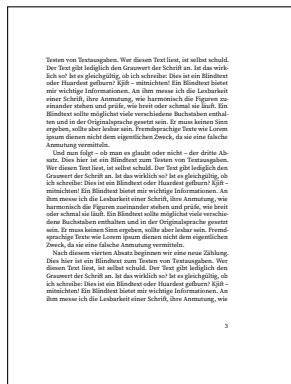 Testen von Textausgaben. Wer diesen Text liest, ist selbst schuld.
Der Text gibt lediglich den Grauwert der Schrift an. Ist das wirk-
lich so? Ist es gleichgültig, ob ich schreibe: Dies ist ein Blindtext
oder Huardest gefburn? Kjift – mitnichten! Ein Blindtext bietet
mir wichtige Informationen. An ihm messe ich die Lesbarkeit
einer Schrift, ihre Anmutung, wie harmonisch die Figuren zu-
einander stehen und prüfe, wie breit oder schmal sie läuft. Ein
Blindtext sollte möglichst viele verschiedene Buchstaben enthal-
ten und in der Originalsprache gesetzt sein. Er muss keinen Sinn
ergeben, sollte aber lesbar sein. Fremdsprachige Texte wie Lorem
ipsum dienen nicht dem eigentlichen Zweck, da sie eine falsche
Anmutung vermitteln.
Und nun folgt – ob man es glaubt oder nicht – der dritte Ab-
satz. Dies hier ist ein Blindtext zum Testen von Textausgaben.
Wer diesen Text liest, ist selbst schuld. Der Text gibt lediglich den
Grauwert der Schrift an. Ist das wirklich so? Ist es gleichgültig, ob
ich schreibe: Dies ist ein Blindtext oder Huardest gefburn? Kjift –
mitnichten! Ein Blindtext bietet mir wichtige Informationen. An
ihm messe ich die Lesbarkeit einer Schrift, ihre Anmutung, wie
harmonisch die Figuren zueinander stehen und prüfe, wie breit
oder schmal sie läuft. Ein Blindtext sollte möglichst viele verschie-
dene Buchstaben enthalten und in der Originalsprache gesetzt
sein. Er muss keinen Sinn ergeben, sollte aber lesbar sein. Fremd-
sprachige Texte wie Lorem ipsum dienen nicht dem eigentlichen
Zweck, da sie eine falsche Anmutung vermitteln.
Nach diesem vierten Absatz beginnen wir eine neue Zählung.
Dies hier ist ein Blindtext zum Testen von Textausgaben. Wer
diesen Text liest, ist selbst schuld. Der Text gibt lediglich den
Grauwert der Schrift an. Ist das wirklich so? Ist es gleichgültig, ob
ich schreibe: Dies ist ein Blindtext oder Huardest gefburn? Kjift –
mitnichten! Ein Blindtext bietet mir wichtige Informationen. An
ihm messe ich die Lesbarkeit einer Schrift, ihre Anmutung, wie
3